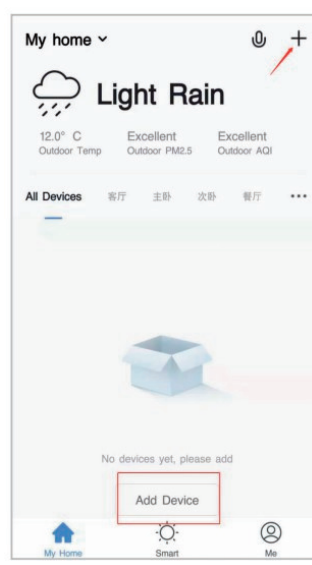 My home
Light Rain
12.0° C Excellent Excellent
Outdoor Temp Outdoor PM2.5 Outdoor AQI
All Devices 客厅 主卧 次卧 餐厅
No devices yet, please add
Add Device
My Home Smart Me